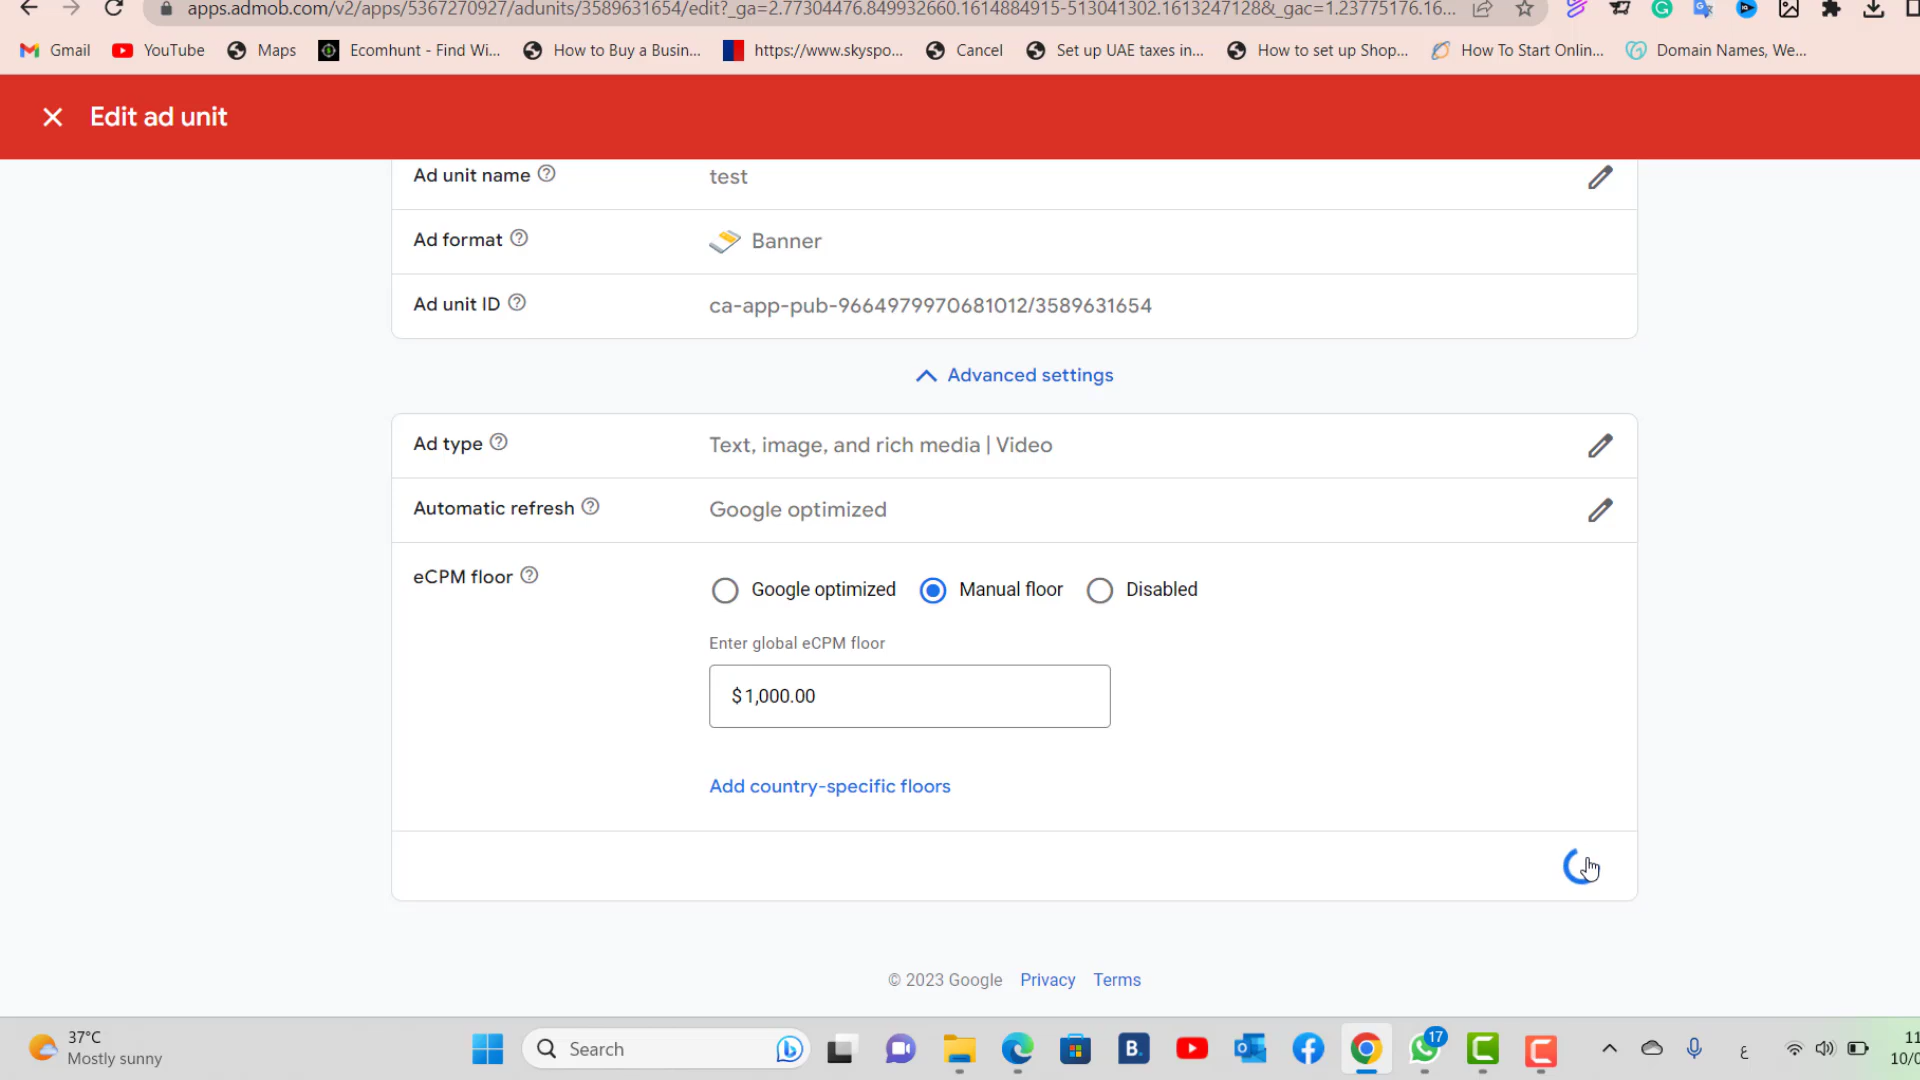 apps.admob.com/v2/apps/5367270927/adunits/3589631654/edit?_ga=2.77304476.849932660.1614884915-513041302.1613247128&_gac=1.23775176.16...
Gmail YouTube Maps Ecomhunt - Find Wi... How to Buy a Busin... https://www.skyspo... Cancel Set up UAE taxes in... How to set up Shop... How To Start Onlin... Domain Names, We...
Edit ad unit
Ad unit name test
Ad format Banner
Ad unit ID ca-app-pub-9664979970681012/3589631654
Advanced settings
Ad type Text, image, and rich media | Video
Automatic refresh Google optimized
eCPM floor Google optimized Manual floor Disabled
Enter global eCPM floor
$1,000.00
Add country-specific floors
© 2023 Google Privacy Terms
37°C
Mostly sunny
Search
B.
17
ع
11
10/0